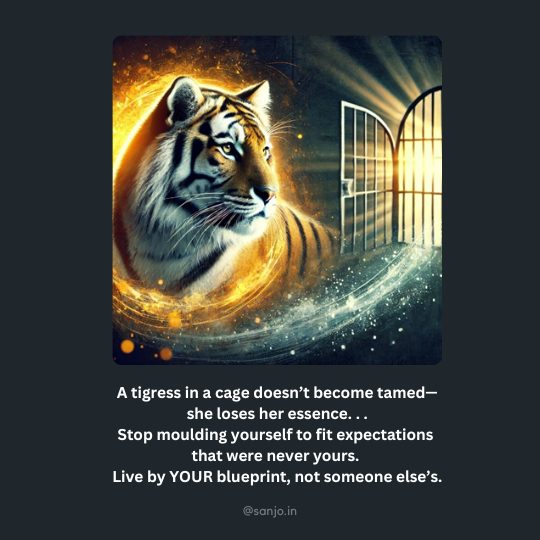 A tigress in a cage doesn’t become tamed—
she loses her essence. . .
Stop moulding yourself to fit expectations
that were never yours.
Live by YOUR blueprint, not someone else’s.
@sanjo.in